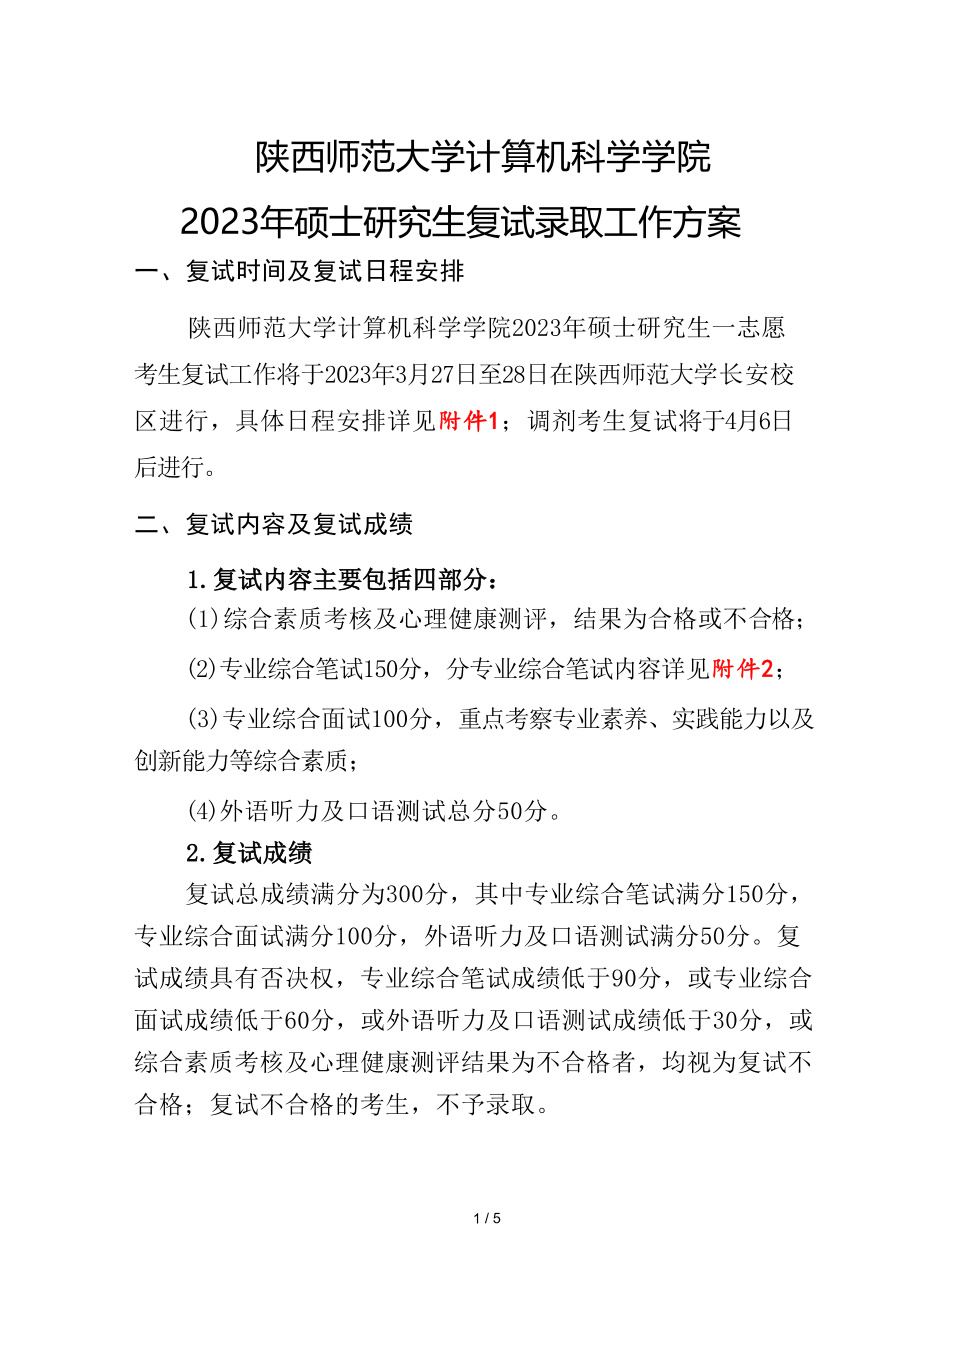 陕西师范大学计算机科学学院
2023年硕士研究生复试录取工作方案
一、复试时间及复试日程安排
陕西师范大学计算机科学学院2023年硕士研究生一志愿
考生复试工作将于2023年3月27日至28日在陕西师范大学长安校
区进行，具体日程安排详见附件1；调剂考生复试将于4月6日
后进行。
二、复试内容及复试成绩
1.复试内容主要包括四部分：
(1)综合素质考核及心理健康测评，结果为合格或不合格；
(2)专业综合笔试150分，分专业综合笔试内容详见附件2；
(3)专业综合面试100分，重点考察专业素养、实践能力以及
创新能力等综合素质；
(4)外语听力及口语测试总分50分。
2.复试成绩
复试总成绩满分为300分，其中专业综合笔试满分150分，
专业综合面试满分100分，外语听力及口语测试满分50分。复
试成绩具有否决权，专业综合笔试成绩低于90分，或专业综合
面试成绩低于60分，或外语听力及口语测试成绩低于30分，或
综合素质考核及心理健康测评结果为不合格者，均视为复试不
合格；复试不合格的考生，不予录取。
1 / 5